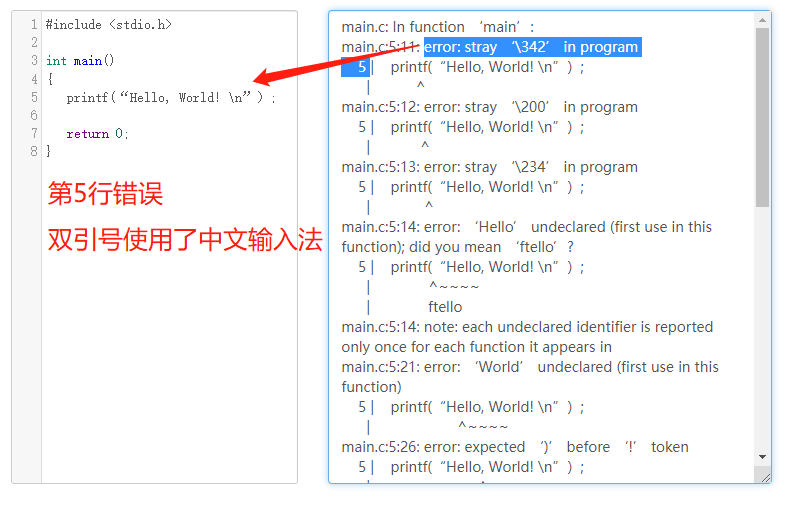 1 #include <stdio.h>
2
3 int main()
4 {
5 printf(“Hello, World! \n”) ;
6
7 return 0;
8 }
第5行错误
双引号使用了中文输入法
main.c: In function ‘main’:
main.c:5:11: error: stray ‘\342’ in program
5 | printf(“Hello, World! \n”) ;
| ^
main.c:5:12: error: stray ‘\200’ in program
5 | printf(“Hello, World! \n”) ;
| ^
main.c:5:13: error: stray ‘\234’ in program
5 | printf(“Hello, World! \n”) ;
| ^
main.c:5:14: error: ‘Hello’ undeclared (first use in this
function); did you mean ‘ftello’?
5 | printf(“Hello, World! \n”) ;
| ^~~~~
| ftello
main.c:5:14: note: each undeclared identifier is reported
only once for each function it appears in
main.c:5:21: error: ‘World’ undeclared (first use in this
function)
5 | printf(“Hello, World! \n”) ;
| ^~~~~
main.c:5:26: error: expected ‘)’ before ‘!’ token
5 | printf(“Hello, World! \n”) ;
| ^